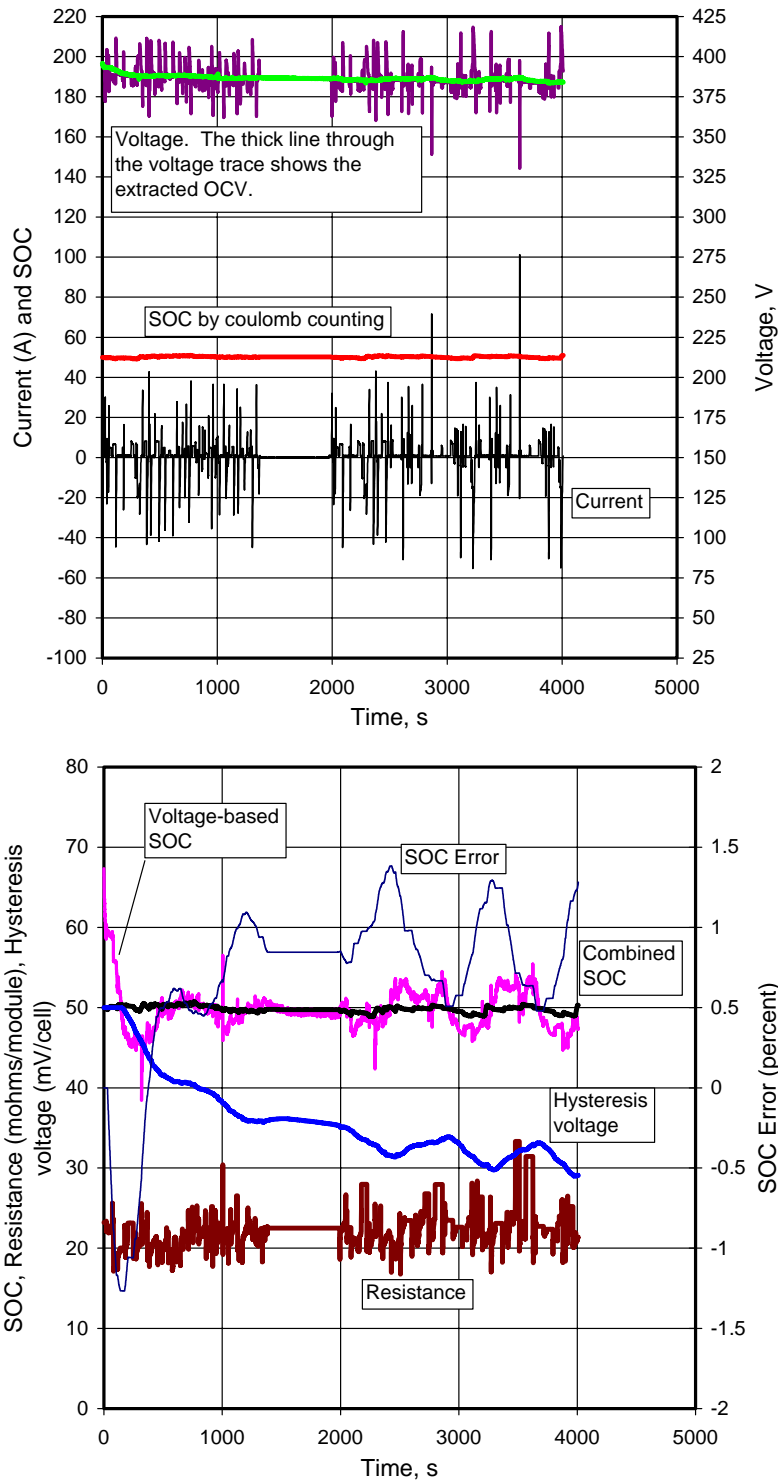 220
200
180
160
140
120
100
80
60
40
20
0
-20
-40
-60
-80
-100
Current (A) and SOC
425
400
375
350
325
300
275
250
225
200
175
150
125
100
75
50
25
Voltage, V
Voltage. The thick line through
the voltage trace shows the
extracted OCV.
SOC by coulomb counting
Current
0 1000 2000 3000 4000 5000
Time, s
80
70
60
50
40
30
20
10
0
SOC, Resistance (mohms/module), Hysteresis
voltage (mV/cell)
2
1.5
1
0.5
0
-0.5
-1
-1.5
-2
SOC Error (percent)
Voltage-based
SOC
SOC Error
Combined
SOC
Hysteresis
voltage
Resistance
0 1000 2000 3000 4000 5000
Time, s